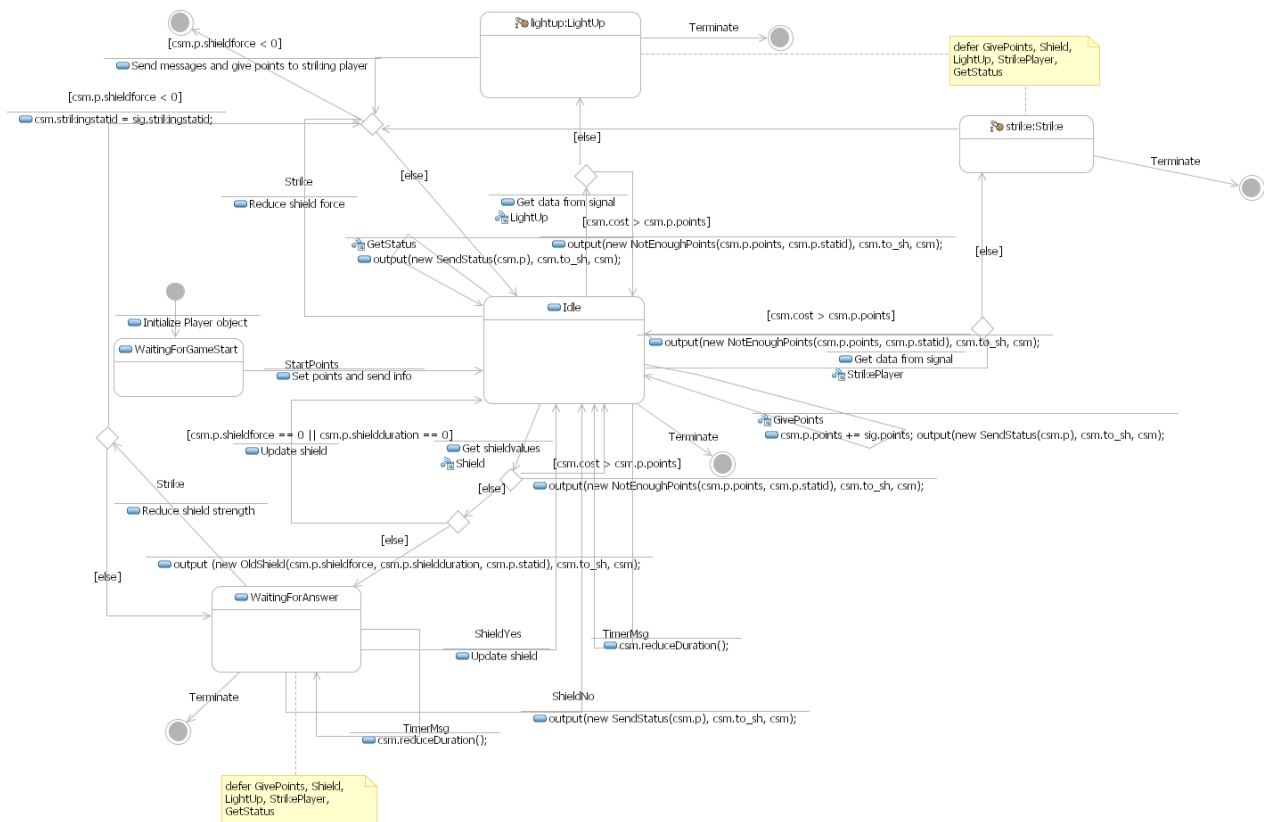 lightup:LightUp
Terminate
[csm.p.shieldforce < 0]
Send messages and give points to striking player
defer GivePoints, Shield,
LightUp, StrikePlayer,
GetStatus
[csm.p.shieldforce < 0]
csm.strikingstatid = sig.strikingstatid;
strike:Strike
[else]
Terminate
[else]
Strike
Reduce shield force
Get data from signal
LightUp
[csm.cost > csm.p.points]
output(new NotEnoughPoints(csm.p.points, csm.p.statid), csm.to_sh, csm);
GetStatus
output(new SendStatus(csm.p), csm.to_sh, csm);
[else]
Idle
Initialize Player object
[csm.cost > csm.p.points]
output(new NotEnoughPoints(csm.p.points, csm.p.statid), csm.to_sh, csm);
WaitingForGameStart
Get data from signal
StrikePlayer
StartPoints
Set points and send info
GivePoints
csm.p.points += sig.points; output(new SendStatus(csm.p), csm.to_sh, csm);
[csm.p.shieldforce == 0 || csm.p.shieldduration == 0]
Update shield
Get shieldvalues
Shield
Terminate
[csm.cost > csm.p.points]
output(new NotEnoughPoints(csm.p.points, csm.p.statid), csm.to_sh, csm);
[else]
Strike
Reduce shield strength
[else]
output (new OldShield(csm.p.shieldforce, csm.p.shieldduration, csm.p.statid), csm.to_sh, csm);
[else]
WaitingForAnswer
ShieldYes
Update shield
TimerMsg
csm.reduceDuration();
Terminate
ShieldNo
output(new SendStatus(csm.p), csm.to_sh, csm);
TimerMsg
csm.reduceDuration();
defer GivePoints, Shield,
LightUp, StrikePlayer,
GetStatus